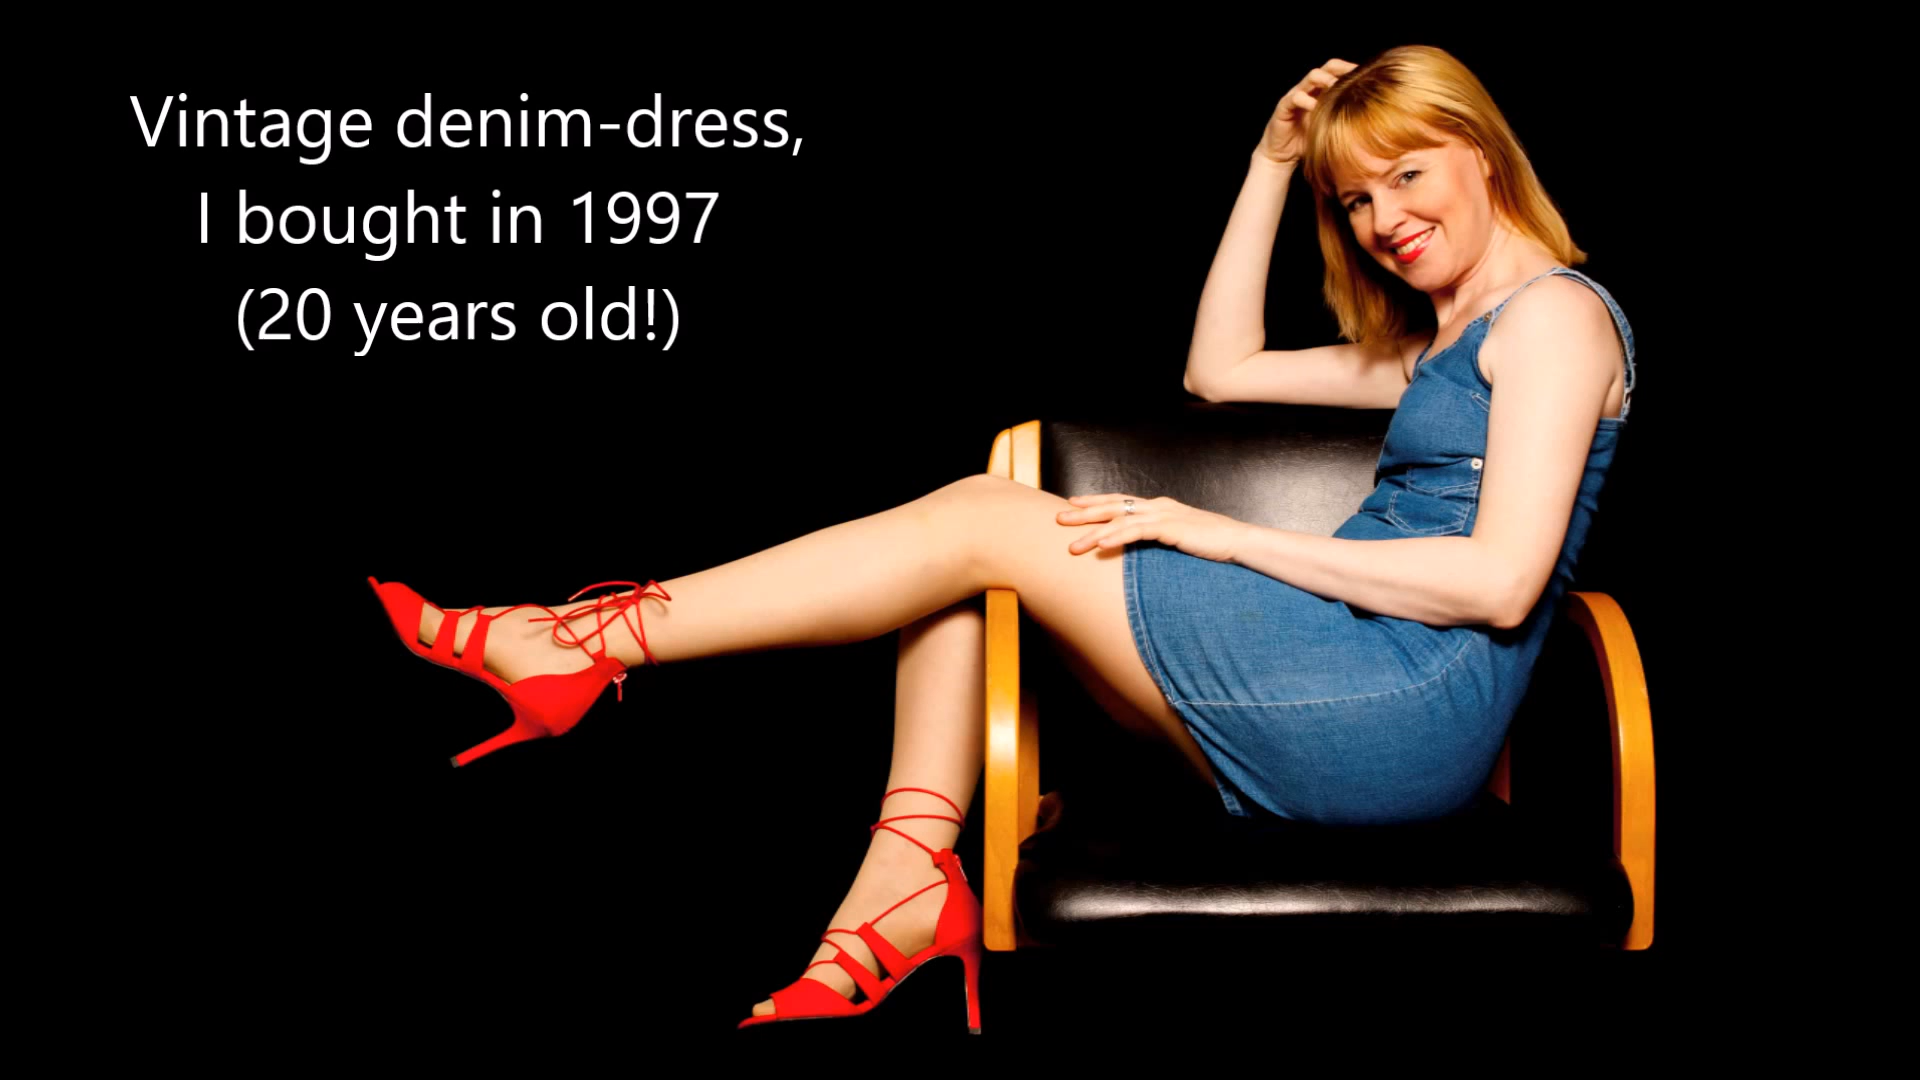 Vintage denim-dress,
I bought in 1997
(20 years old!)